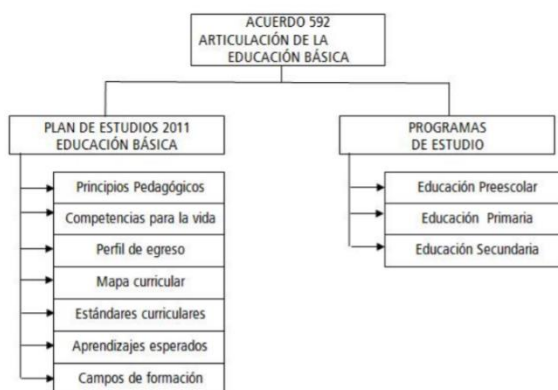 ACUERDO 592
ARTICULACIÓN DE LA
EDUCACIÓN BÁSICA
PLAN DE ESTUDIOS 2011
EDUCACIÓN BÁSICA
Principios Pedagógicos
Competencias para la vida
Perfil de egreso
Mapa curricular
Estándares curriculares
Aprendizajes esperados
Campos de formación
PROGRAMAS
DE ESTUDIO
Educación Preescolar
Educación Primaria
Educación Secundaria